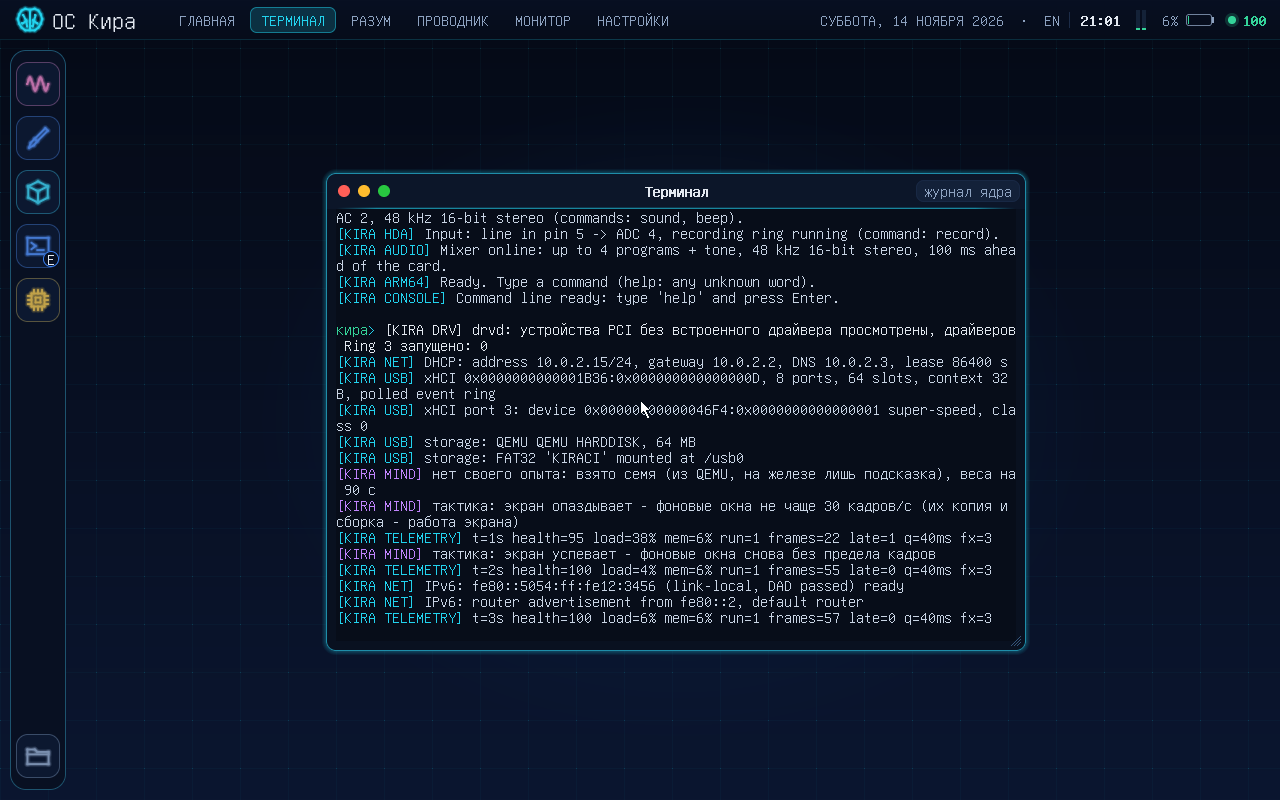 ОС Кира ГЛАВНАЯ ТЕРМИНАЛ РАЗУМ ПРОВОДНИК МОНИТОР НАСТРОЙКИ СУББОТА, 14 НОЯБРЯ 2026 · EN 21:01 6% 100
Терминал журнал ядра
AC 2, 48 kHz 16-bit stereo (commands: sound, beep).
[KIRA HDA] Input: line in pin 5 -> ADC 4, recording ring running (command: record).
[KIRA AUDIO] Mixer online: up to 4 programs + tone, 48 kHz 16-bit stereo, 100 ms ahea
d of the card.
[KIRA ARM64] Ready. Type a command (help: any unknown word).
[KIRA CONSOLE] Command line ready: type 'help' and press Enter.
кира> [KIRA DRV] drvd: устройства PCI без встроенного драйвера просмотрены, драйверов
Ring 3 запущено: 0
[KIRA NET] DHCP: address 10.0.2.15/24, gateway 10.0.2.2, DNS 10.0.2.3, lease 86400 s
[KIRA USB] xHCI 0x0000000000001B36:0x000000000000000D, 8 ports, 64 slots, context 32
B, polled event ring
[KIRA USB] xHCI port 3: device 0x00000000000046F4:0x0000000000000001 super-speed, cla
ss 0
[KIRA USB] storage: QEMU QEMU HARDDISK, 64 MB
[KIRA USB] storage: FAT32 'KIRACI' mounted at /usb0
[KIRA MIND] нет своего опыта: взято семя (из QEMU, на железе лишь подсказка), веса на
90 с
[KIRA MIND] тактика: экран опаздывает - фоновые окна не чаще 30 кадров/с (их копия и
сборка - работа экрана)
[KIRA TELEMETRY] t=1s health=95 load=38% mem=6% run=1 frames=22 late=1 q=40ms fx=3
[KIRA MIND] тактика: экран успевает - фоновые окна снова без предела кадров
[KIRA TELEMETRY] t=2s health=100 load=4% mem=6% run=1 frames=55 late=0 q=40ms fx=3
[KIRA NET] IPv6: fe80::5054:ff:fe12:3456 (link-local, DAD passed) ready
[KIRA NET] IPv6: router advertisement from fe80::2, default router
[KIRA TELEMETRY] t=3s health=100 load=6% mem=6% run=1 frames=57 late=0 q=40ms fx=3
E